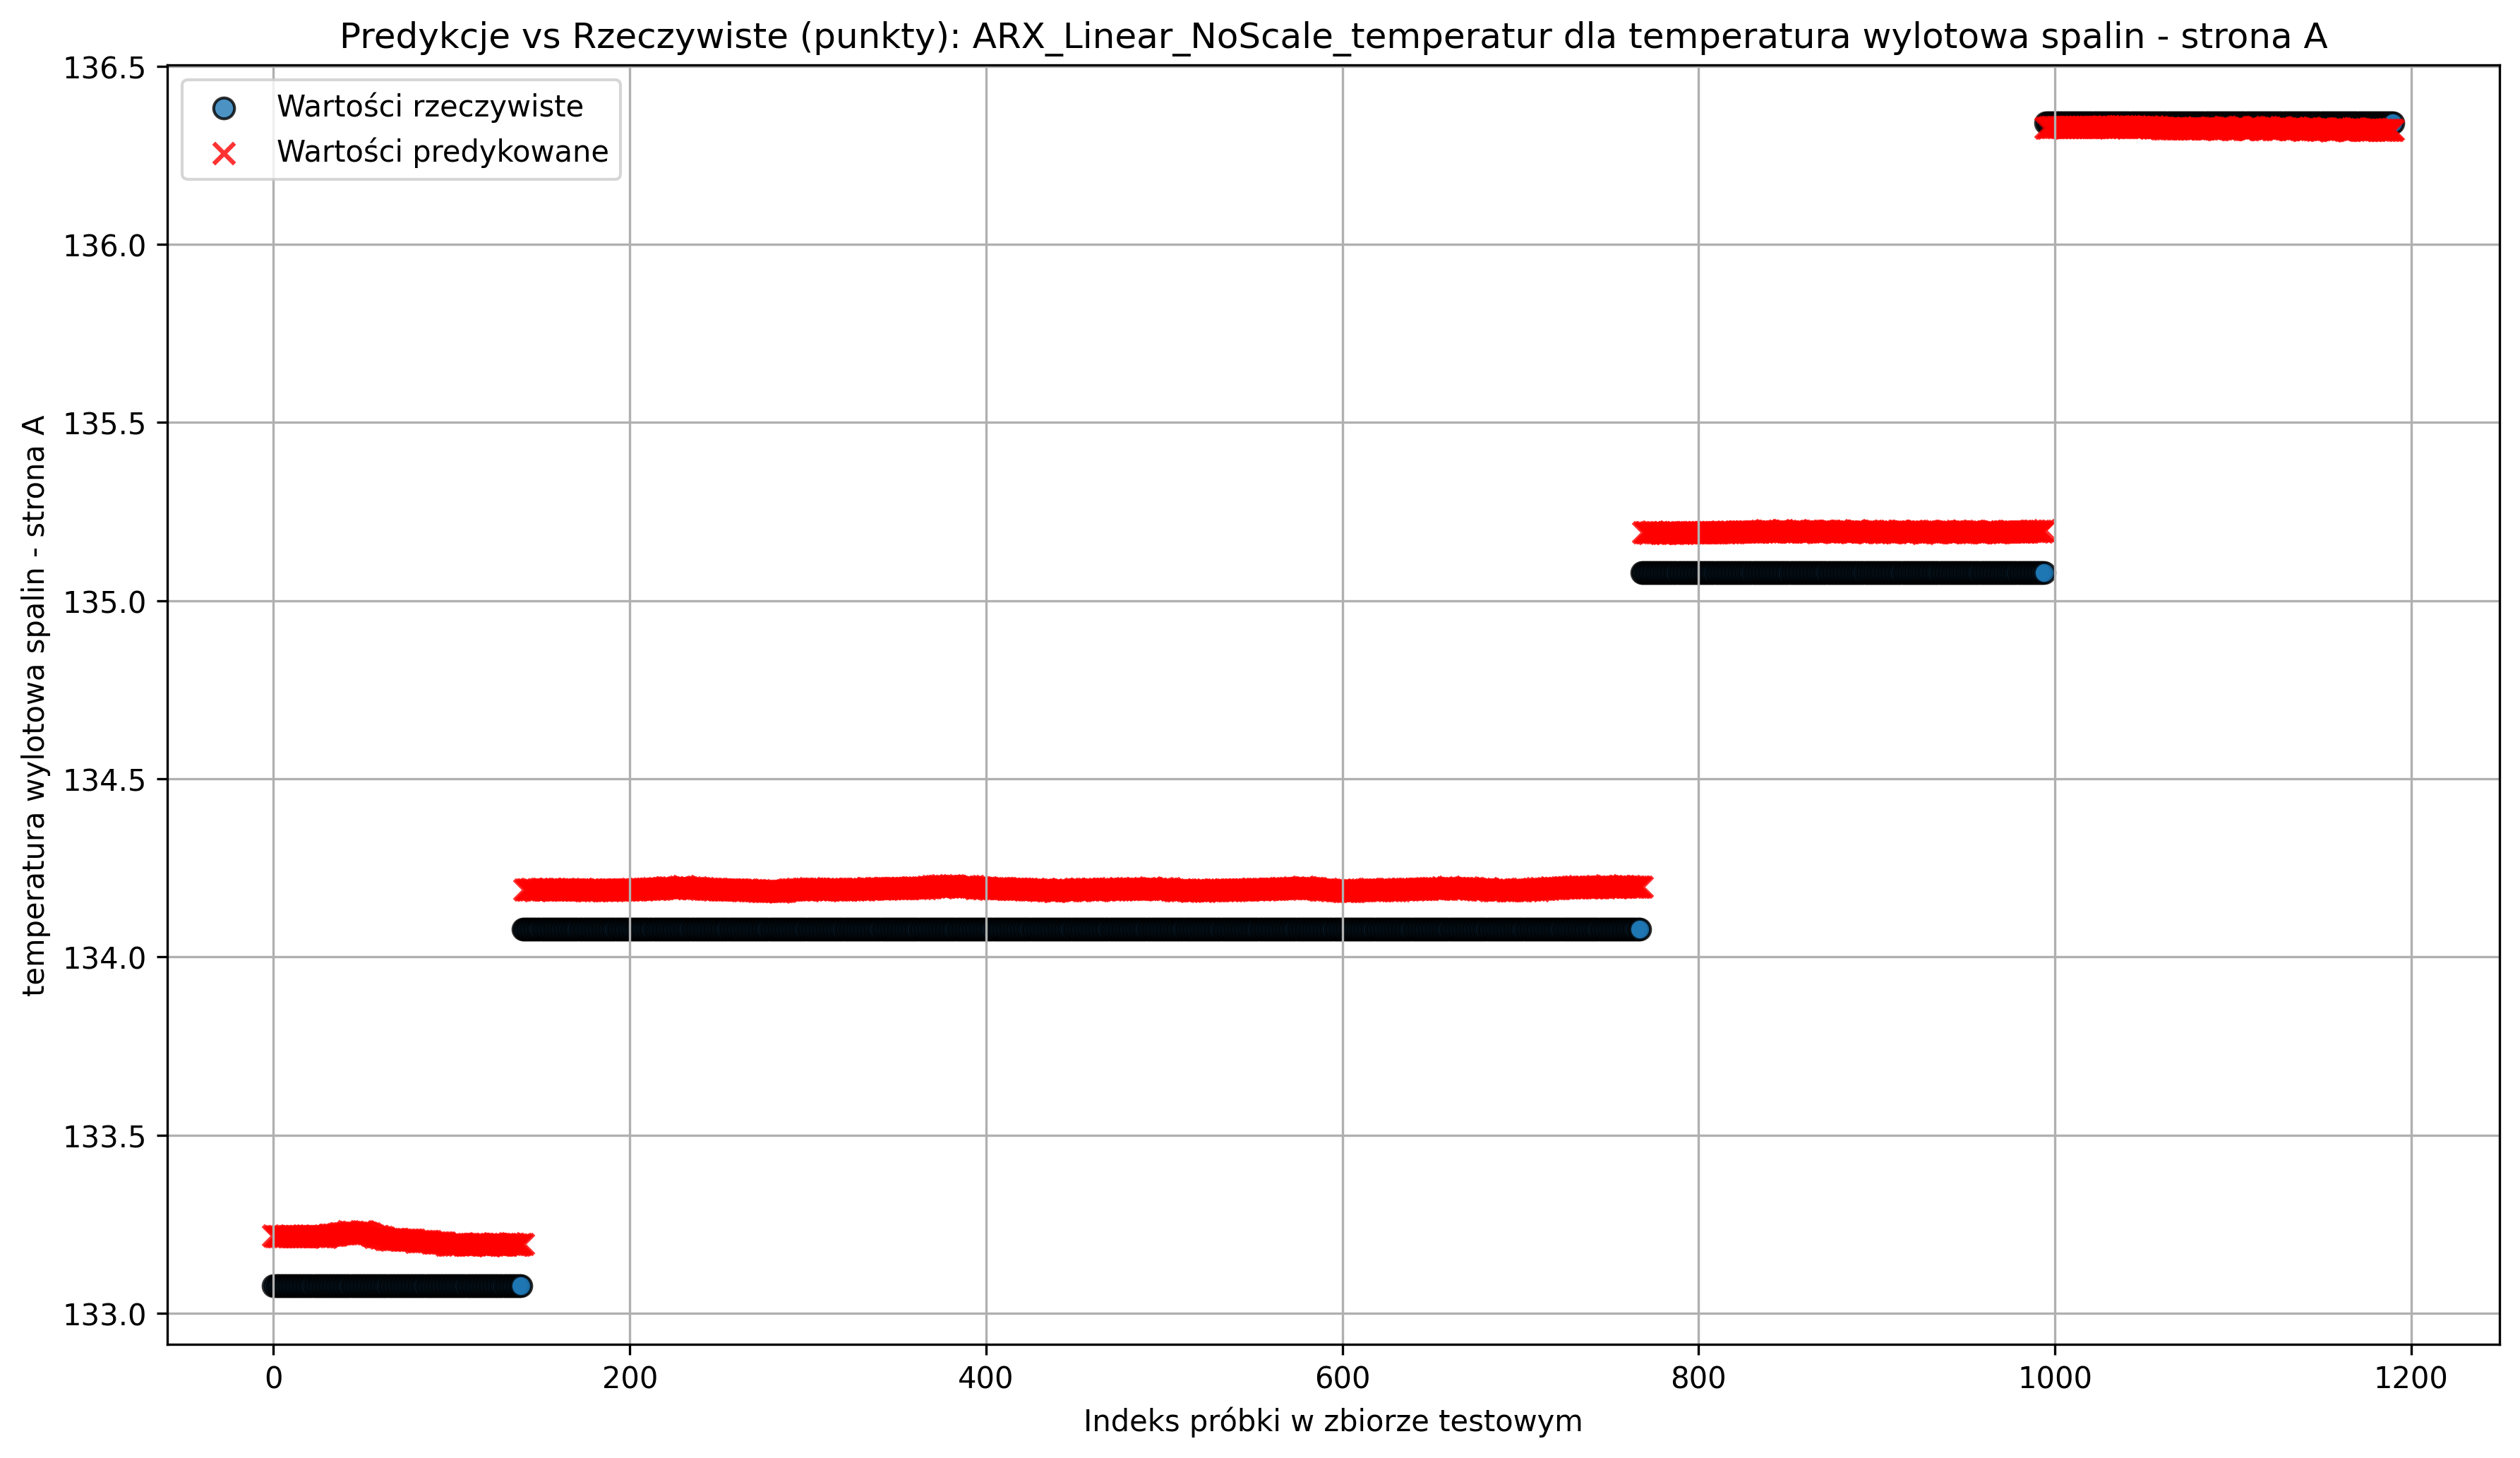 Predykcje vs Rzeczywiste (punkty): ARX_Linear_NoScale_temperatur dla temperatura wylotowa spalin - strona A
Wartości rzeczywiste
Wartości predykowane
temperatura wylotowa spalin - strona A
136.5
136.0
135.5
135.0
134.5
134.0
133.5
133.0
0 200 400 600 800 1000 1200
Indeks próbki w zbiorze testowym